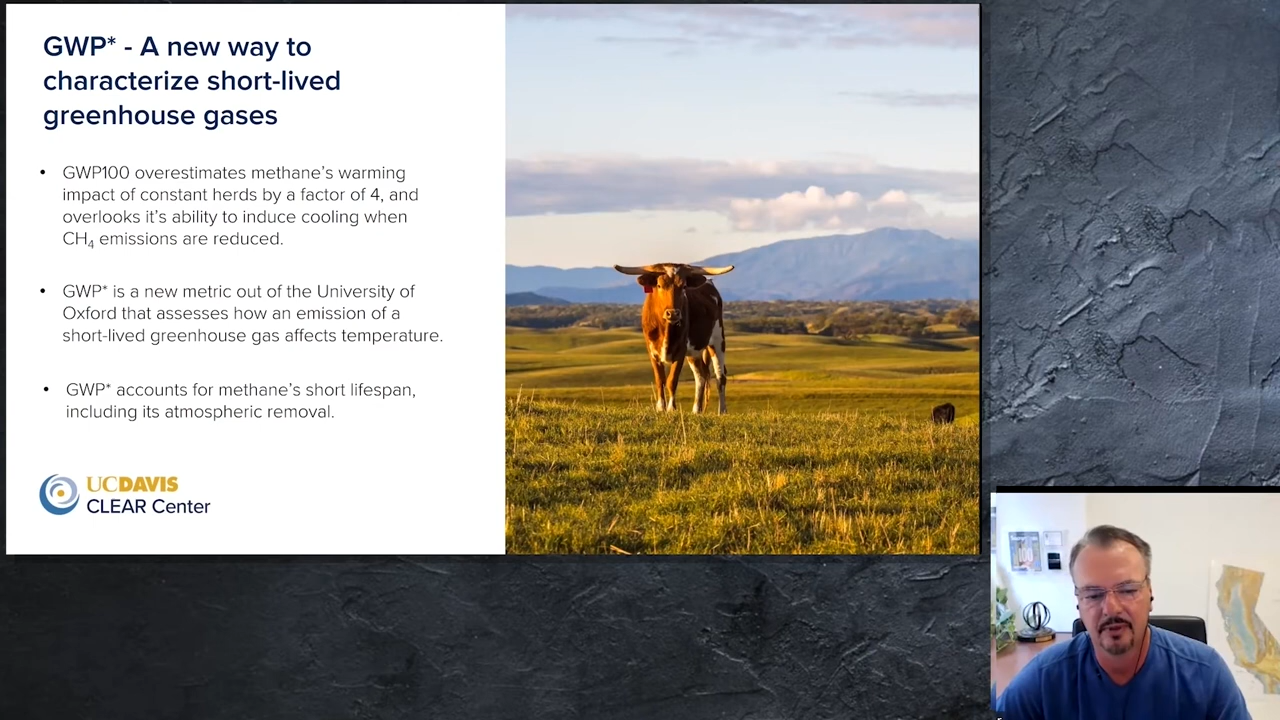 GWP* - A new way to
characterize short-lived
greenhouse gases
• GWP100 overestimates methane's warming
impact of constant herds by a factor of 4, and
overlooks it's ability to induce cooling when
CH₄ emissions are reduced.
• GWP* is a new metric out of the University of
Oxford that assesses how an emission of a
short-lived greenhouse gas affects temperature.
• GWP* accounts for methane's short lifespan,
including its atmospheric removal.
UCDAVIS
CLEAR Center